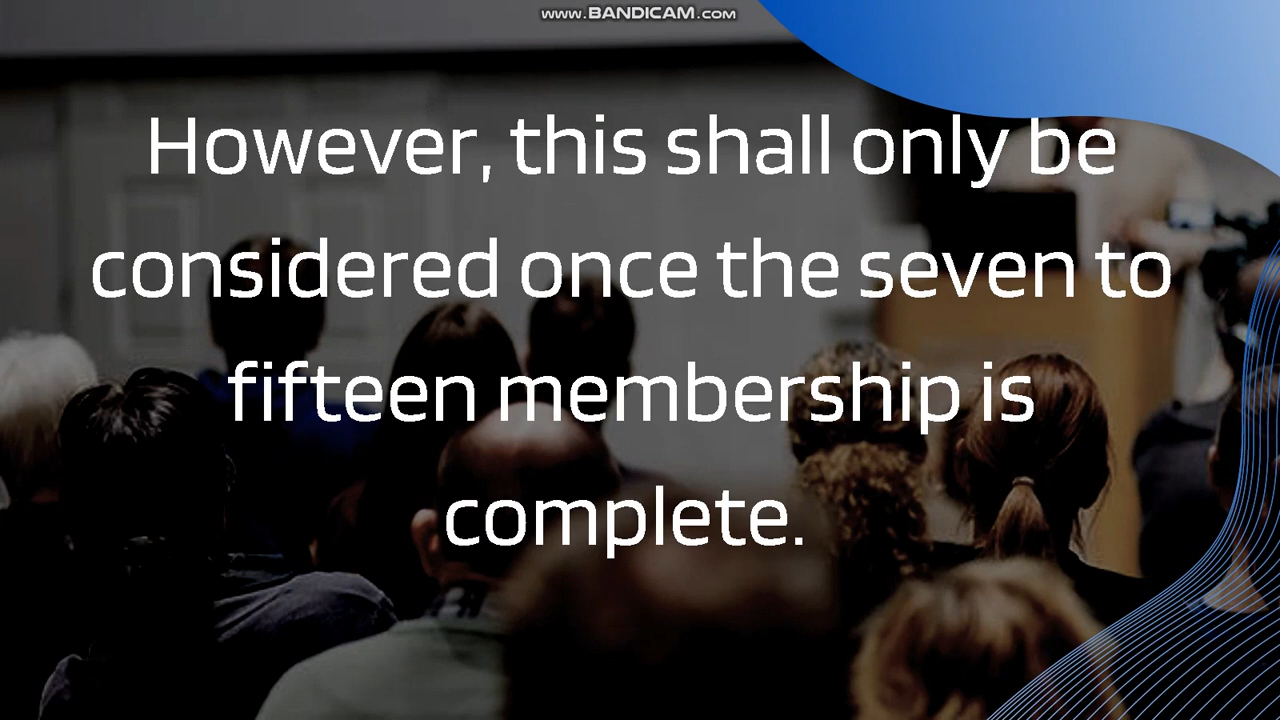 www.BANDICAM.com
However, this shall only be
considered once the seven to
fifteen membership is
complete.